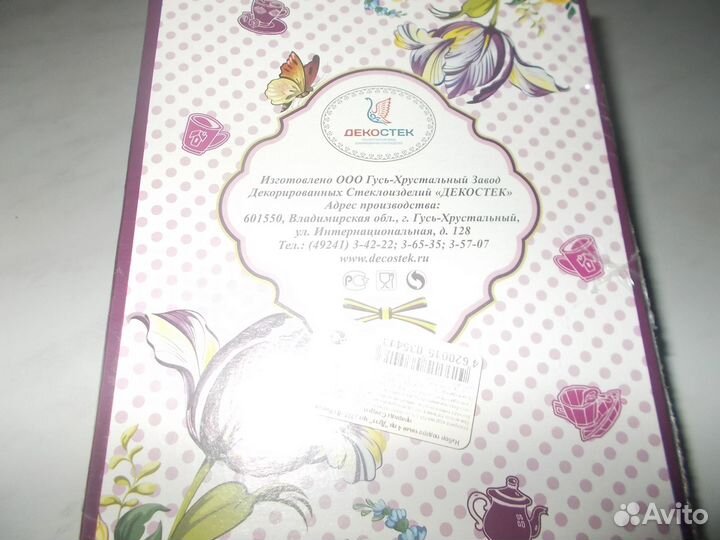 ДЕКОСТЕК
Изготовлено ООО Гусь-Хрустальный Завод
Декорированных Стеклоизделий «ДЕКОСТЕК»
Адрес производства:
601550, Владимирская обл., г. Гусь-Хрустальный,
ул. Интернациональная, д. 128
Тел.: (49241) 3-42-22; 3-65-35; 3-57-07
www.decostek.ru
Набор
Avito